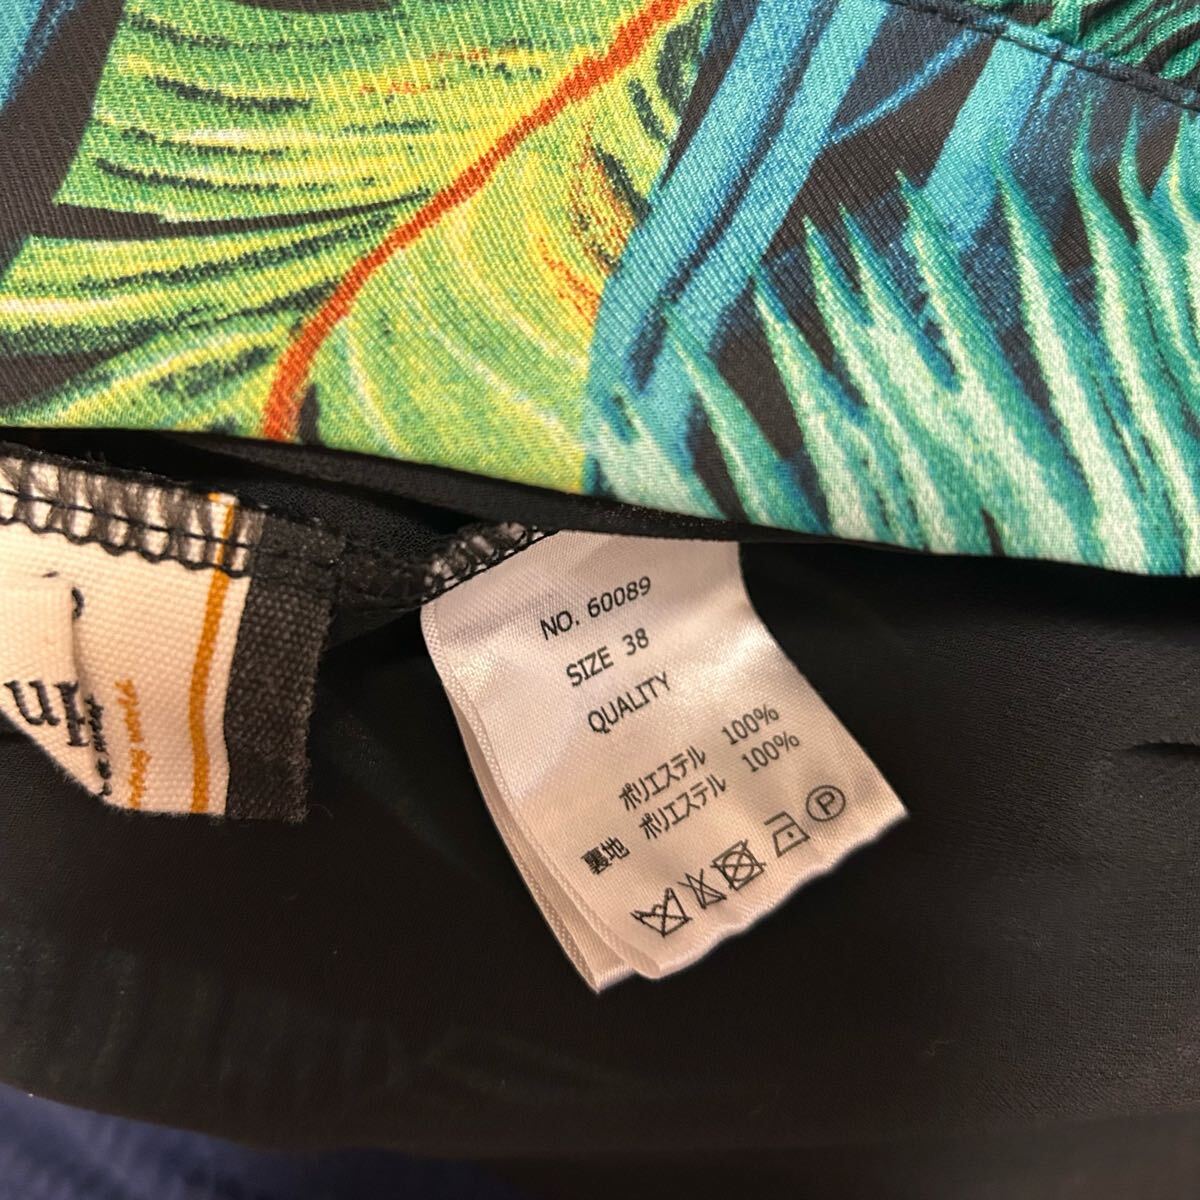 NO. 60089
SIZE 38
QUALITY
ポリエステル 100%
裏地 ポリエステル 100%
P